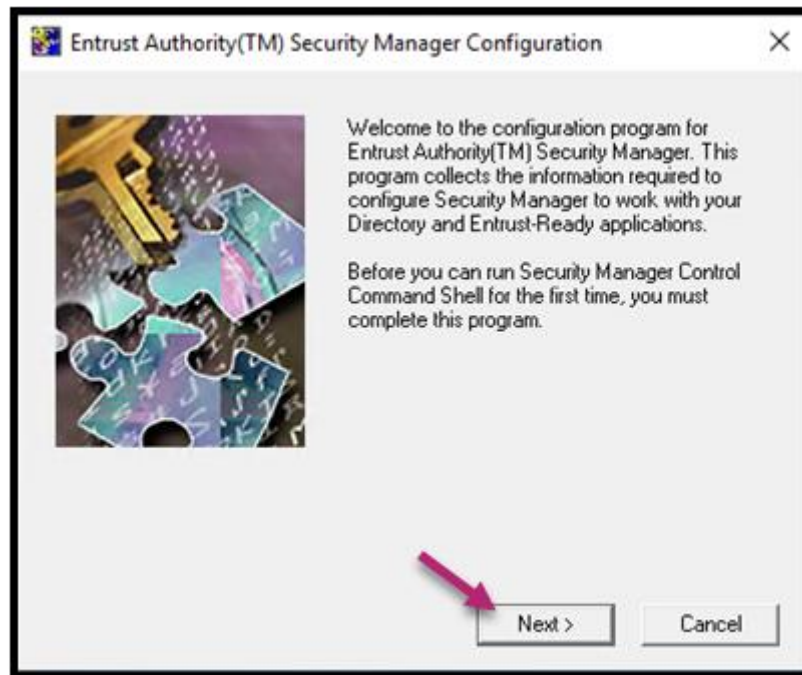 Entrust Authority(TM) Security Manager Configuration
Welcome to the configuration program for
Entrust Authority(TM) Security Manager. This
program collects the information required to
configure Security Manager to work with your
Directory and Entrust-Ready applications.
Before you can run Security Manager Control
Command Shell for the first time, you must
complete this program.
Next >
Cancel